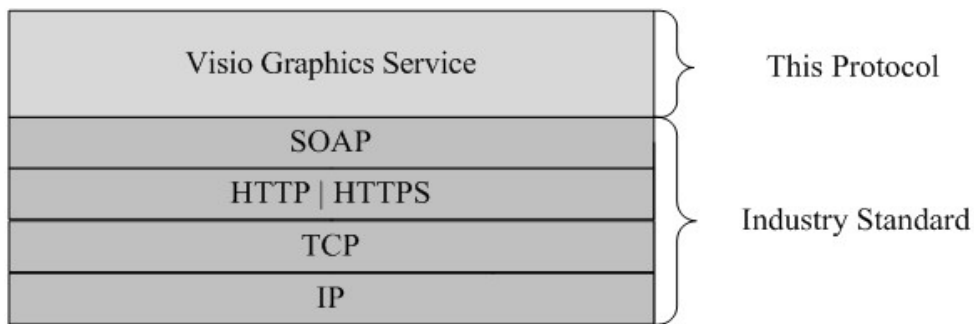 Visio Graphics Service
This Protocol
SOAP
HTTP | HTTPS
TCP
IP
Industry Standard